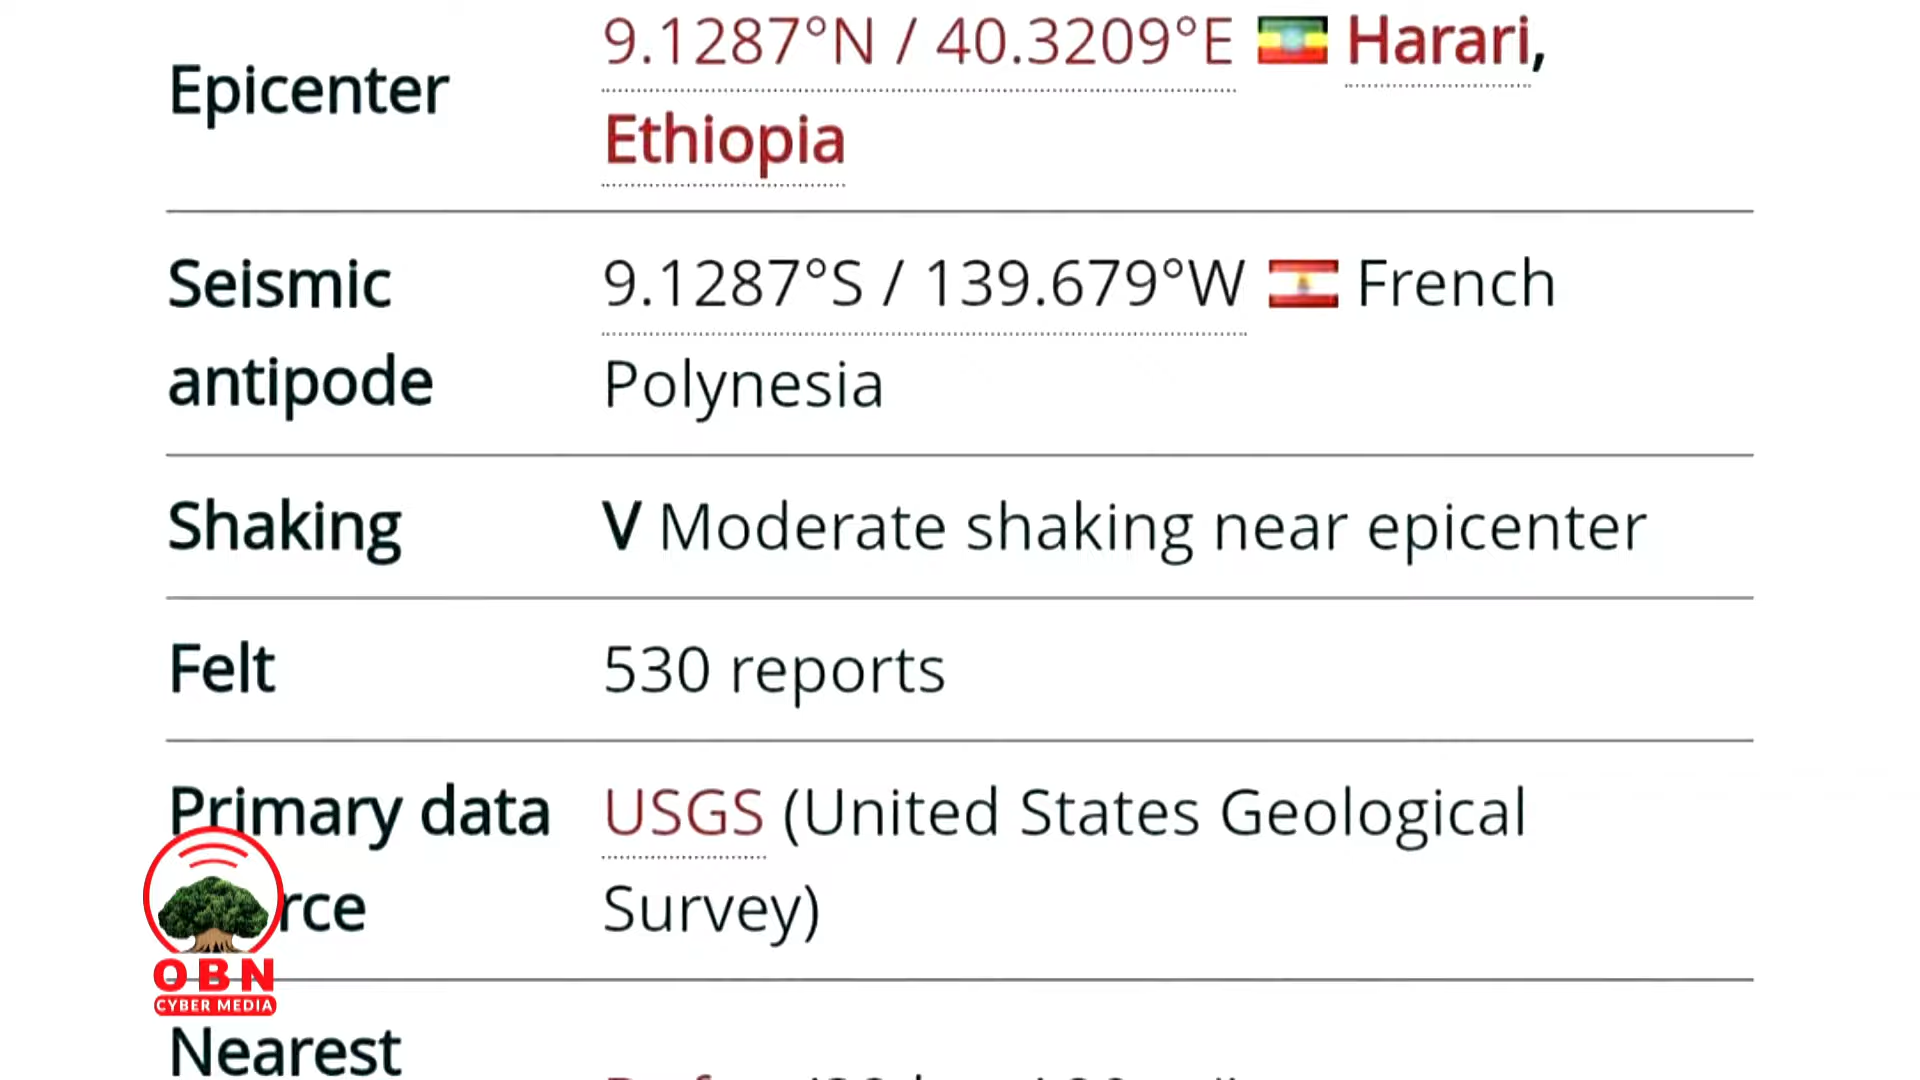 9.1287°N / 40.3209°E Harari,
Epicenter
Ethiopia
Seismic 9.1287°S / 139.679°W French
antipode Polynesia
Shaking V Moderate shaking near epicenter
Felt 530 reports
Primary data USGS (United States Geological
Survey)
OBN
CYBER MEDIA
Nearest